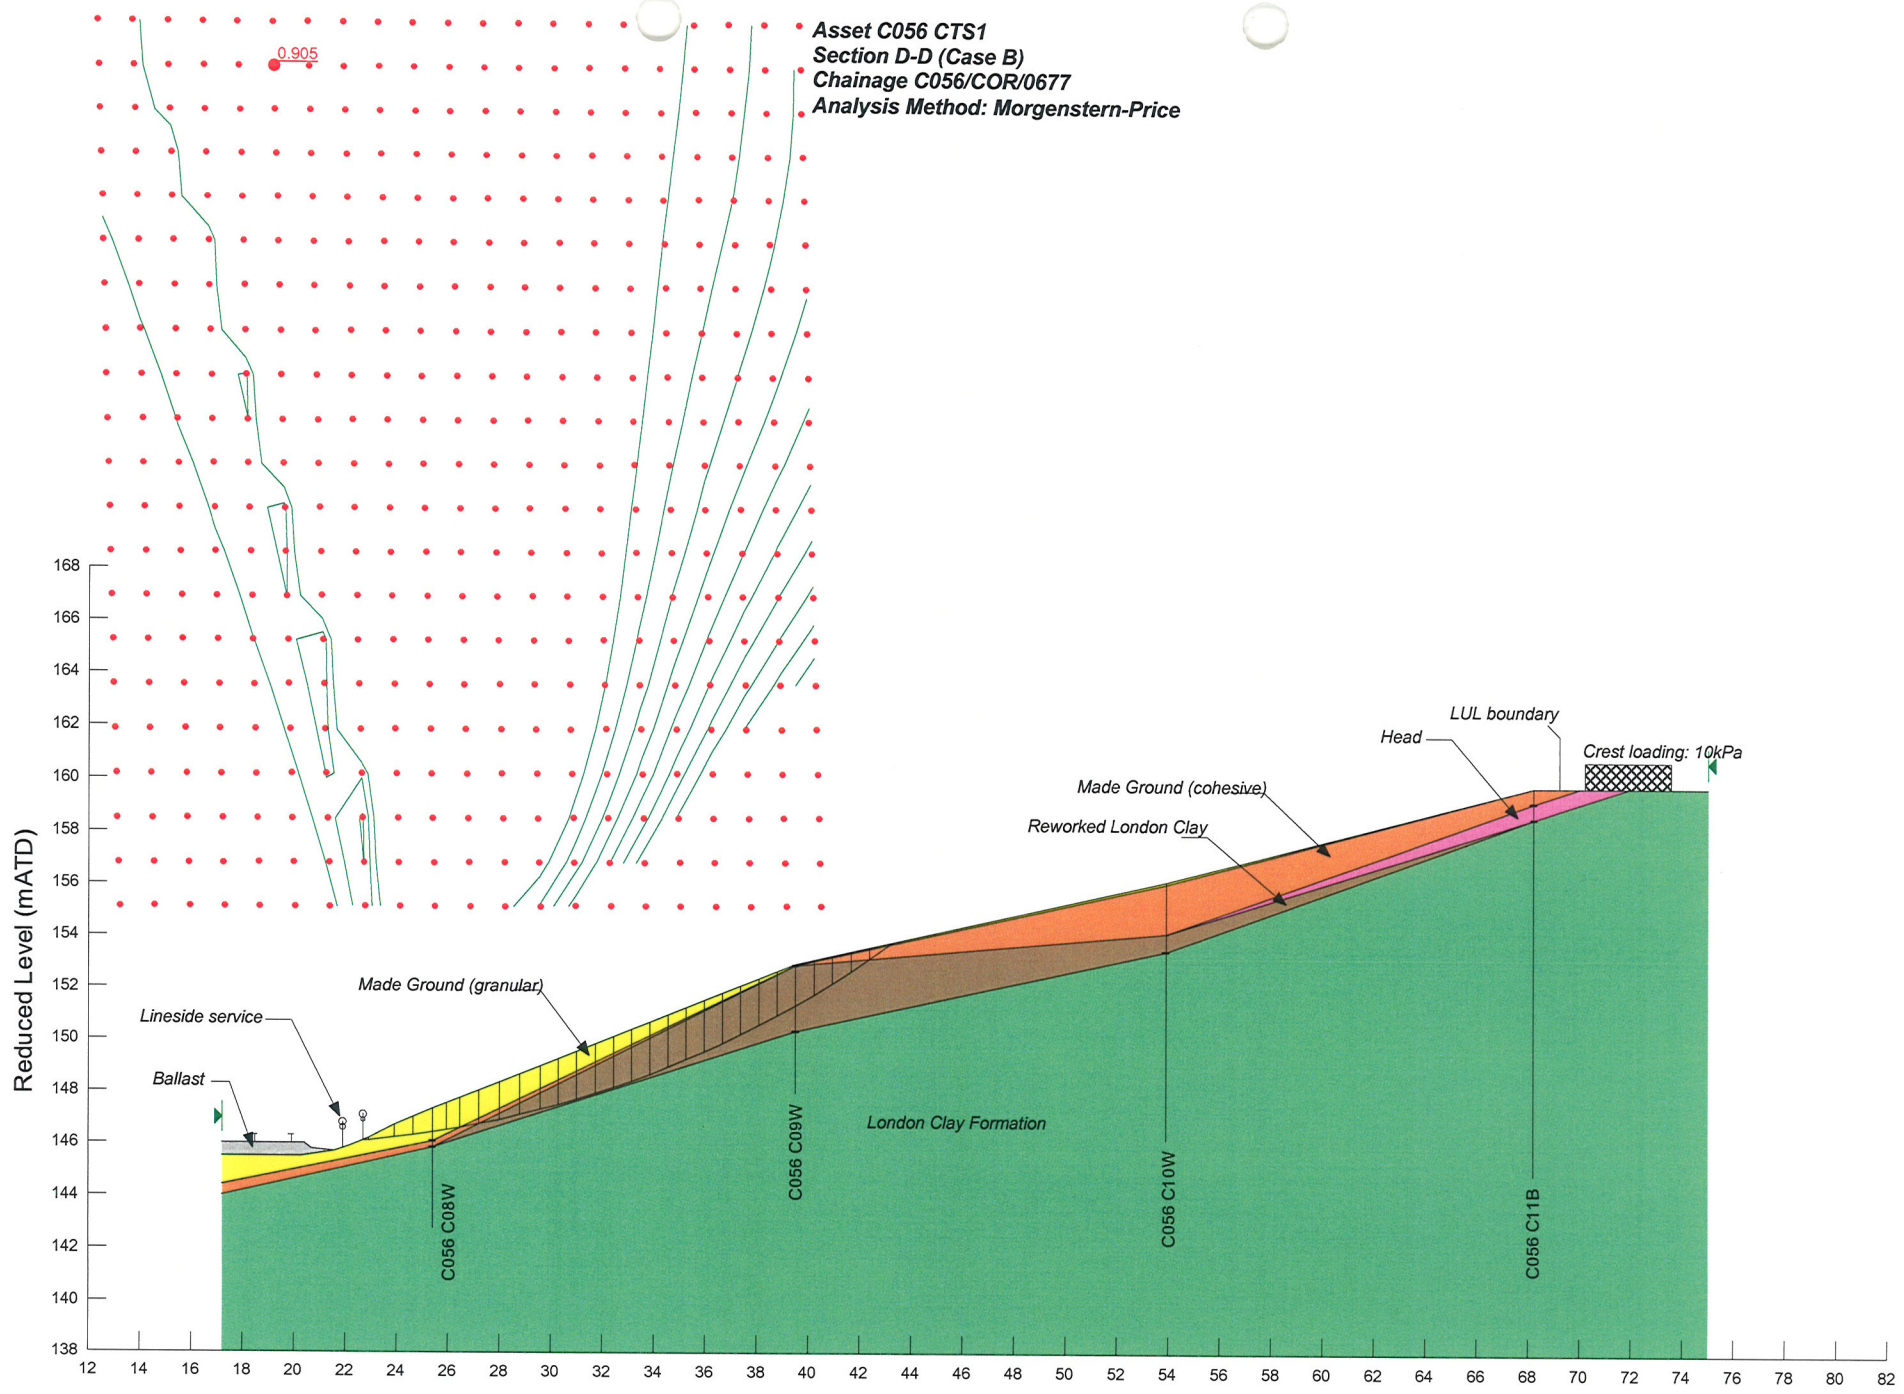 Asset C056 CTS1
Section D-D (Case B)
Chainage C056/COR/0677
Analysis Method: Morgenstern-Price
0.905
168
166
164
162
160
158
156
154
152
150
148
146
144
142
140
138
Reduced Level (mATD)
LUL boundary
Head
Crest loading: 10kPa
Made Ground (cohesive)
Reworked London Clay
Made Ground (granular)
Lineside service
Ballast
London Clay Formation
C056 C08W
C056 C09W
C056 C10W
C056 C11B
12 14 16 18 20 22 24 26 28 30 32 34 36 38 40 42 44 46 48 50 52 54 56 58 60 62 64 66 68 70 72 74 76 78 80 82